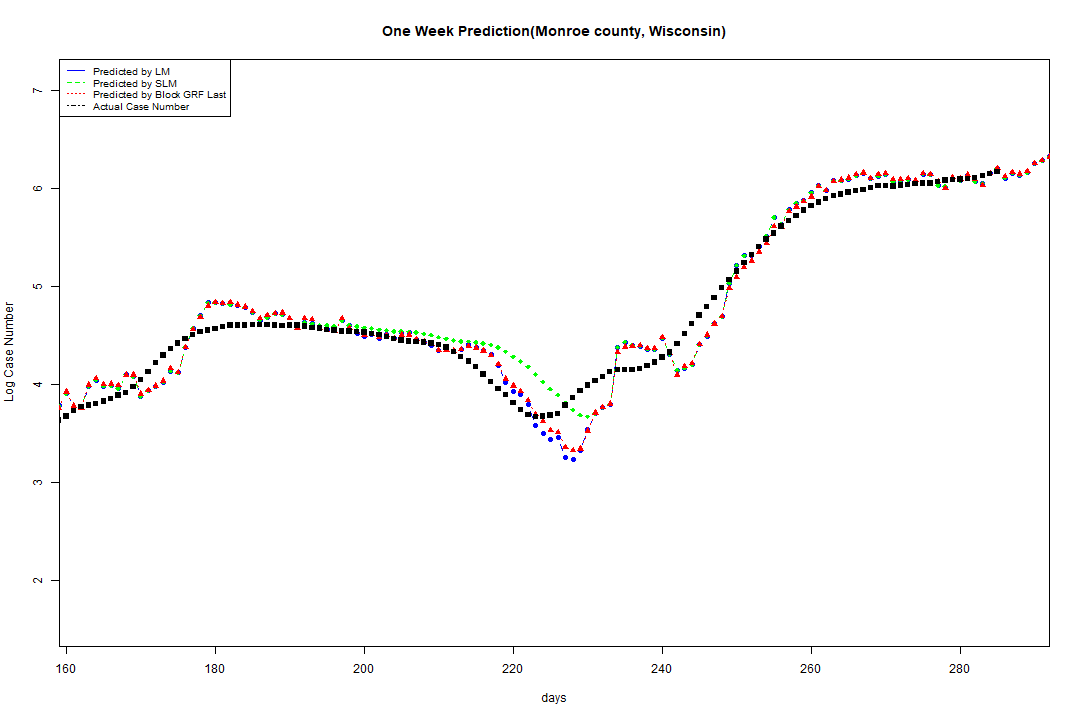 One Week Prediction(Monroe county, Wisconsin)
Predicted by LM
Predicted by SLM
Predicted by Block GRF Last
Actual Case Number
7
6
5
4
3
2
Log Case Number
160 180 200 220 240 260 280
days